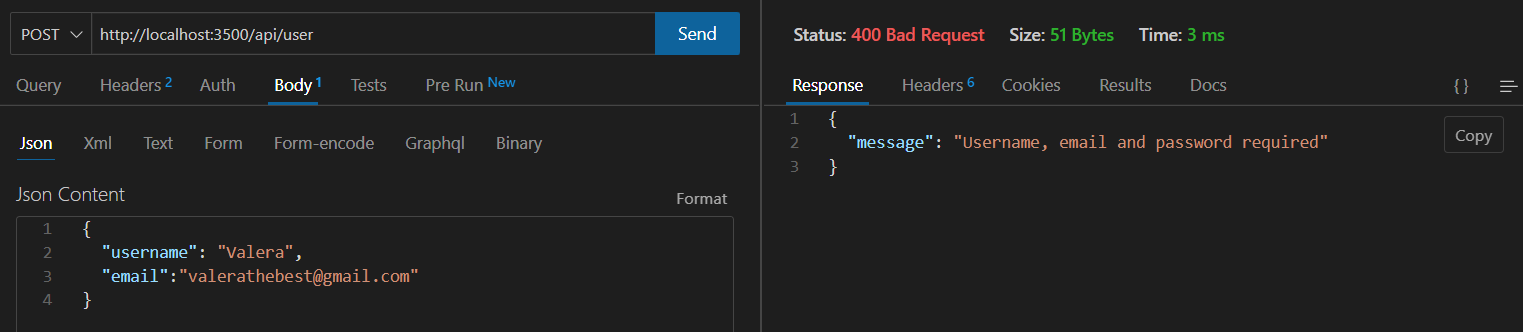 POST http://localhost:3500/api/user Send
Query Headers 2 Auth Body 1 Tests Pre Run New
Json Xml Text Form Form-encode Graphql Binary
Json Content Format
1 {
2 "username": "Valera",
3 "email":"valerathebest@gmail.com"
4 }
Status: 400 Bad Request Size: 51 Bytes Time: 3 ms
Response Headers 6 Cookies Results Docs { }
1 {
2 "message": "Username, email and password required"
3 }
Copy